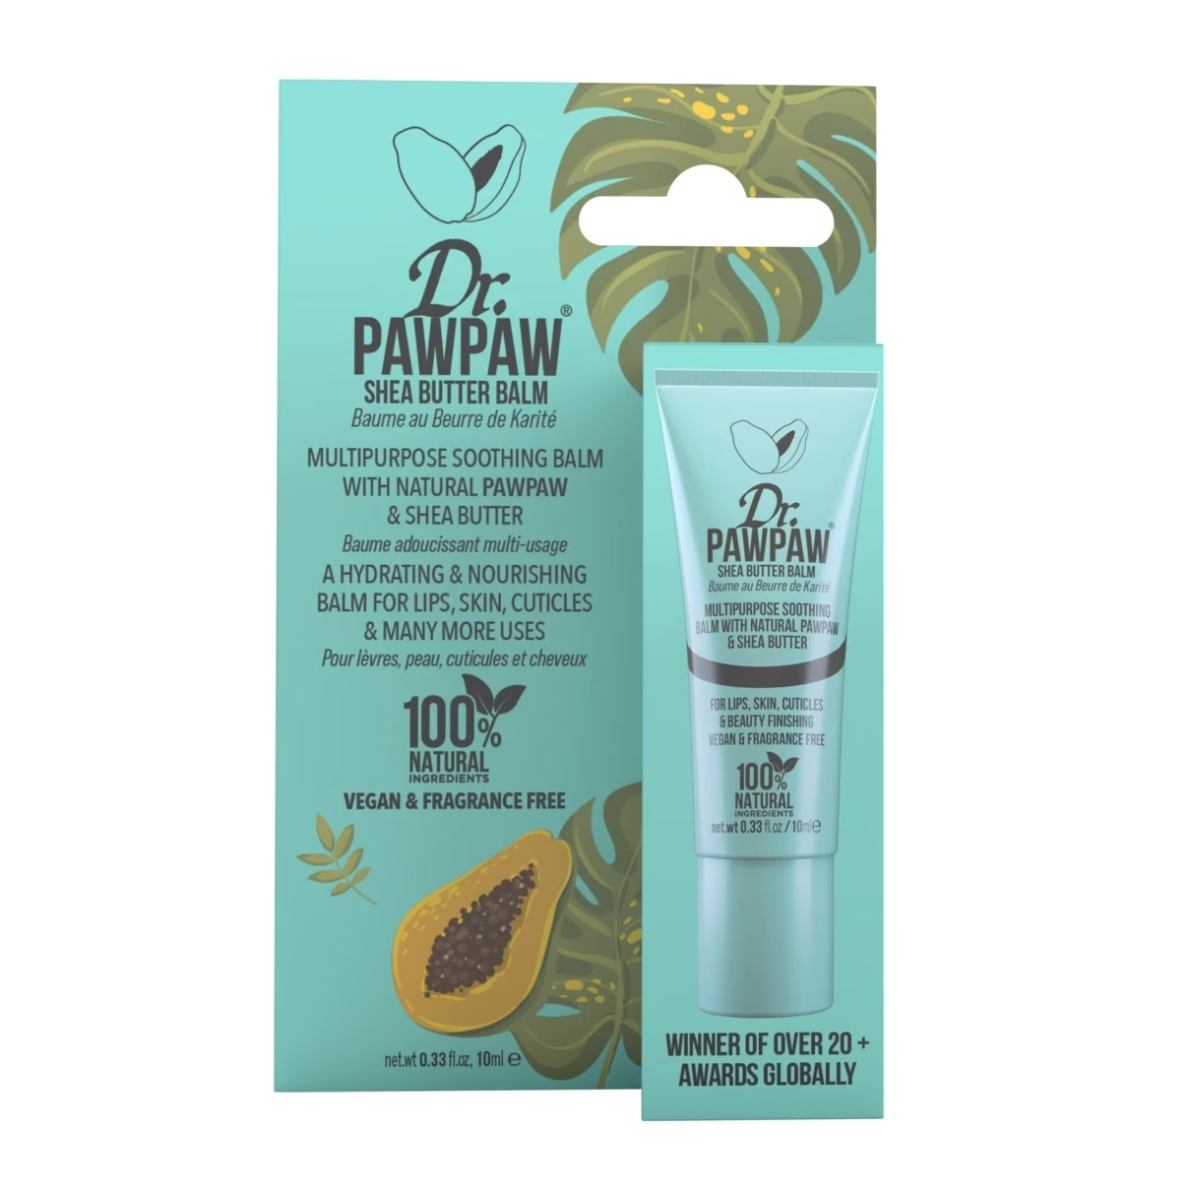 Dr.
PAWPAW®
SHEA BUTTER BALM
Baume au Beurre de Karité
MULTIPURPOSE SOOTHING BALM
WITH NATURAL PAWPAW
& SHEA BUTTER
Baume adoucissant multi-usage
A HYDRATING & NOURISHING
BALM FOR LIPS, SKIN, CUTICLES
& MANY MORE USES
Pour lèvres, peau, cuticules et cheveux
100%
NATURAL
INGREDIENTS
VEGAN & FRAGRANCE FREE
net.wt 0.33 fl.oz, 10ml ℮
Dr.
PAWPAW®
SHEA BUTTER BALM
Baume au Beurre de Karité
MULTIPURPOSE SOOTHING
BALM WITH NATURAL PAWPAW
& SHEA BUTTER
FOR LIPS, SKIN, CUTICLES
& BEAUTY FINISHING
VEGAN & FRAGRANCE FREE
100%
NATURAL
INGREDIENTS
net.wt 0.33 fl.oz / 10ml℮
WINNER OF OVER 20 +
AWARDS GLOBALLY